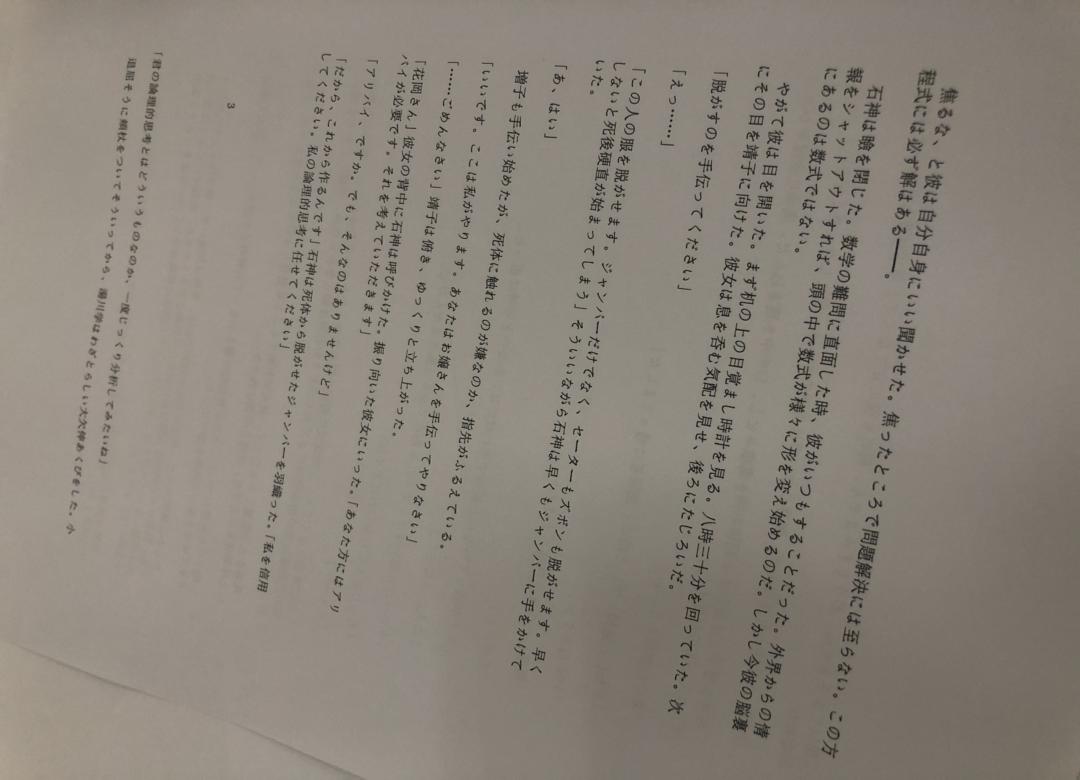 焦るな、と彼は自分自身にいい聞かせた。焦ったところで問題解決には至らない。この方
程式には必ず解はある――。
石神は瞼を閉じた。数学の難問に直面した時、彼がいつもすることだった。外界からの情
報をシャットアウトすれば、頭の中で数式が様々に形を変え始めるのだ。しかし今彼の脳裏
にあるのは数式ではない。
やがて彼は目を開いた。まず机の上の目覚まし時計を見る。八時三十分を回っていた。次
にその目を靖子に向けた。彼女は息を呑む気配を見せ、後ろにたじろいだ。
「脱がすのを手伝ってください」
「えっ………」
「この人の服を脱がせます。ジャンパーだけでなく、セーターもズボンも脱がせます。早く
しないと死後硬直が始まってしまう」そういいながら石神は早くもジャンパーに手をかけて
いた。
「あ、はい」
靖子も手伝い始めたが、死体に触れるのが嫌なのか、指先がふるえている。
「いいです。ここは私がやります。あなたはお嬢さんを手伝ってやりなさい」
「……ごめんなさい」靖子は俯き、ゆっくりと立ち上がった。
「花岡さん」彼女の背中に石神は呼びかけた。振り向いた彼女にいった。「あなた方にはアリ
バイが必要です。それを考えていただきます」
「アリバイ、ですか。でも、そんなのはありませんけど」
「だから、これから作るんです」石神は死体から脱がせたジャンパーを羽織った。「私を信用
してください。私の論理的思考に任せてください」
3
「君の論理的思考とはどういうものなのか、一度じっくり分析してみたいね」
退屈そうに頬杖をついてそういってから、湯川学はわざとらしい大欠伸あくびをした。小